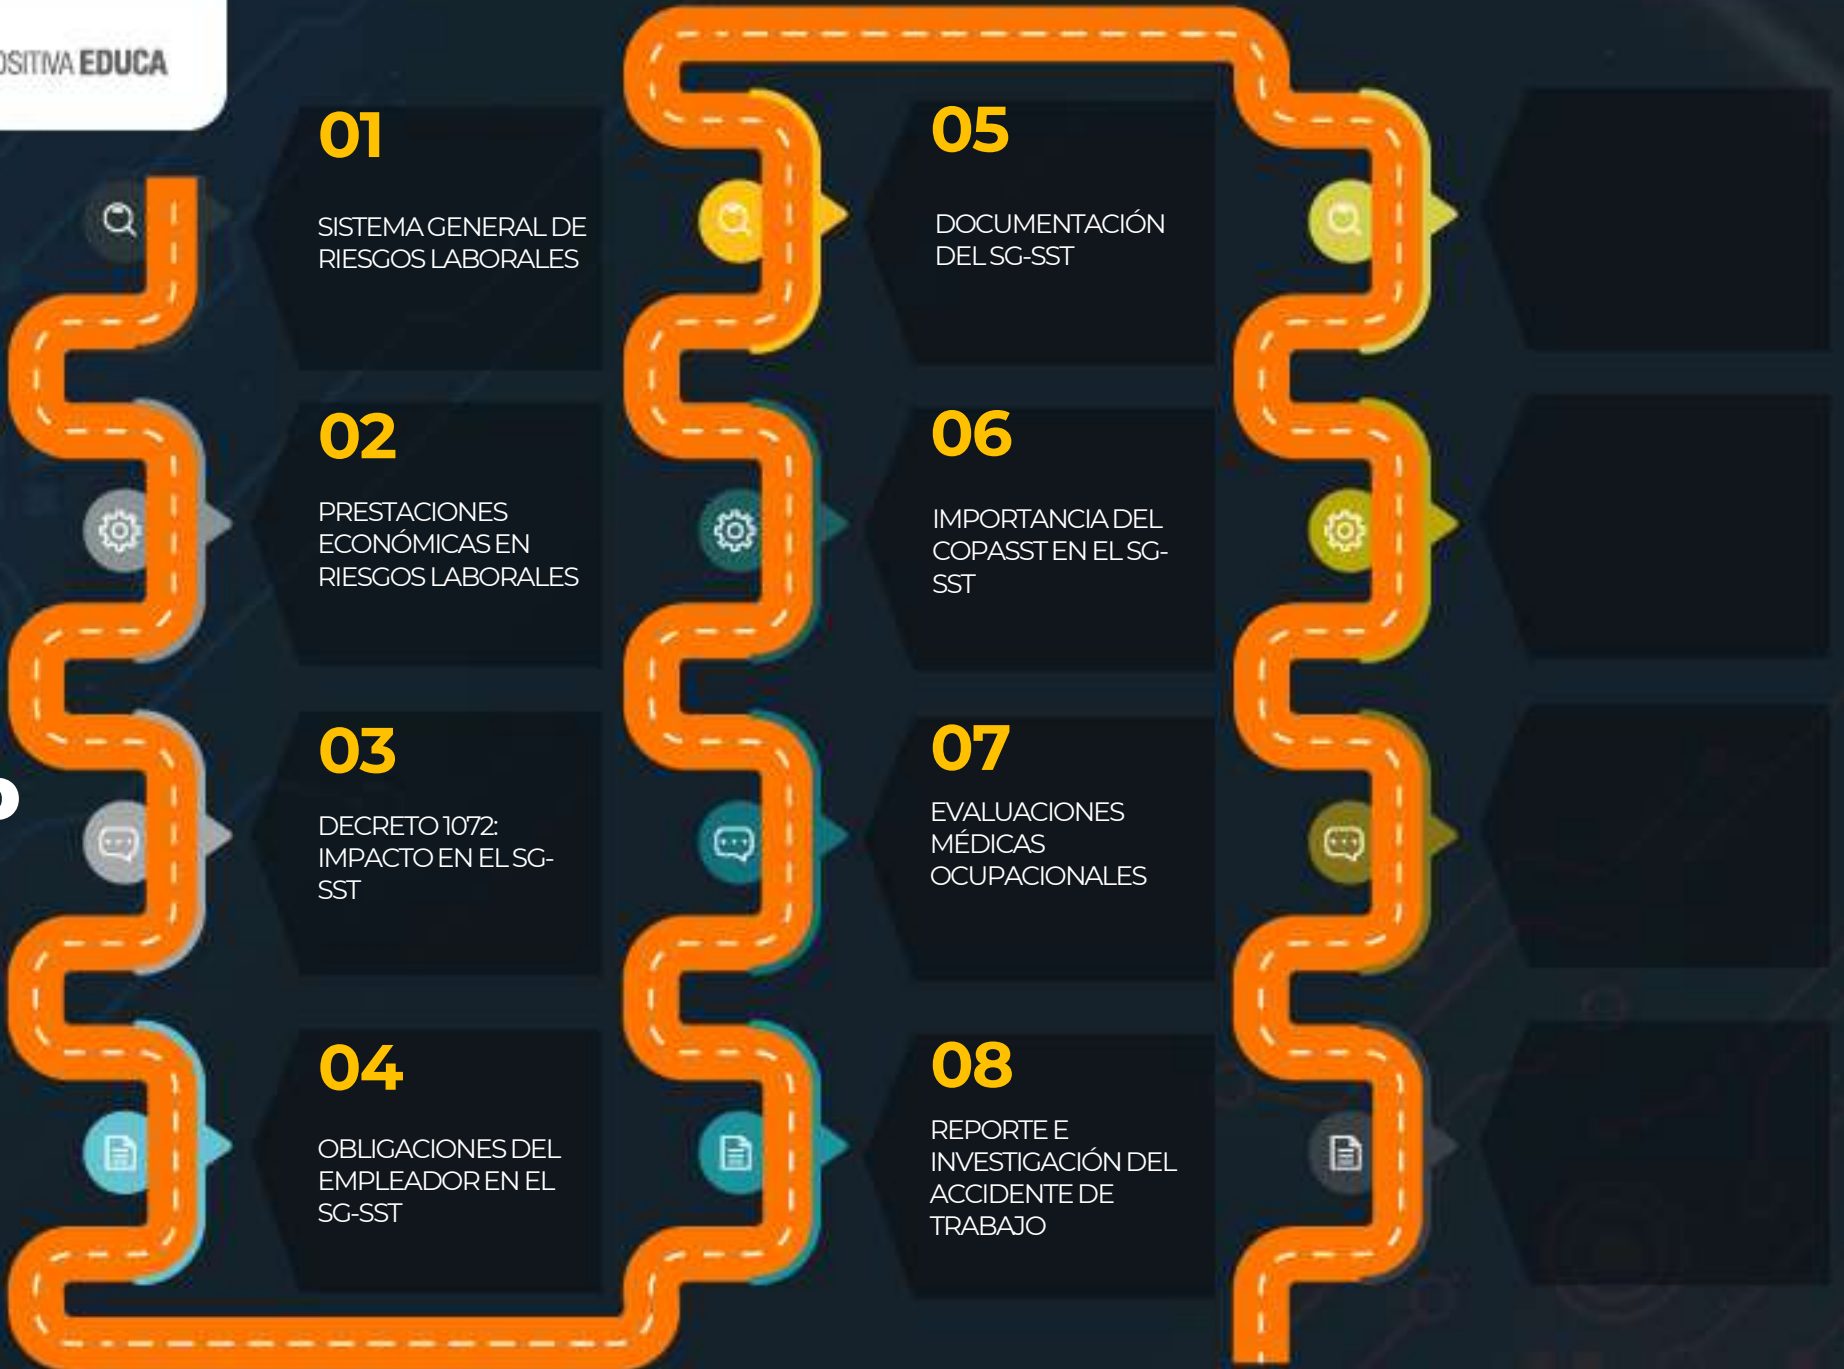 EDUCA
01
SISTEMA GENERAL DE
RIESGOS LABORALES
02
PRESTACIONES
ECONÓMICAS EN
RIESGOS LABORALES
03
DECRETO 1072:
IMPACTO EN EL SG-
SST
04
OBLIGACIONES DEL
EMPLEADOR EN EL
SG-SST
05
DOCUMENTACIÓN
DEL SG-SST
06
IMPORTANCIA DEL
COPASST EN EL SG-
SST
07
EVALUACIONES
MÉDICAS
OCUPACIONALES
08
REPORTE E
INVESTIGACIÓN DEL
ACCIDENTE DE
TRABAJO